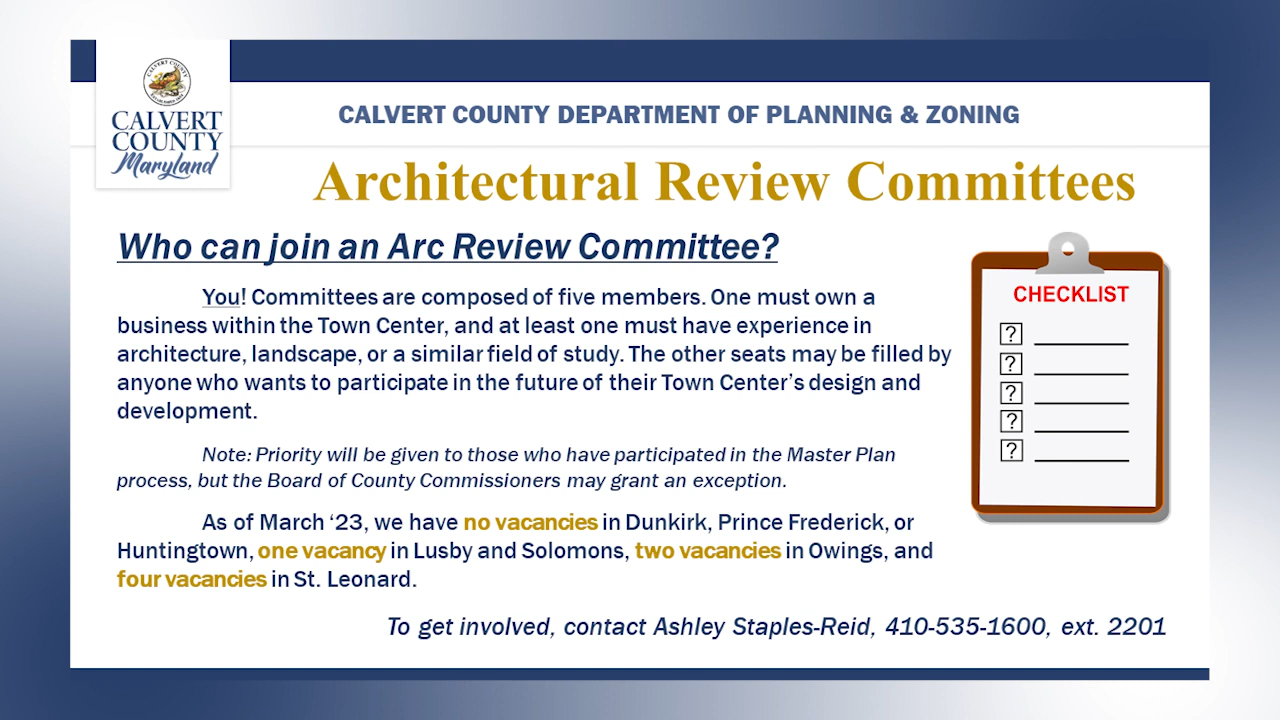 CALVERT COUNTY
CALVERT
COUNTY
Maryland
CALVERT COUNTY DEPARTMENT OF PLANNING & ZONING
Architectural Review Committees
Who can join an Arc Review Committee?
You! Committees are composed of five members. One must own a
business within the Town Center, and at least one must have experience in
architecture, landscape, or a similar field of study. The other seats may be filled by
anyone who wants to participate in the future of their Town Center's design and
development.
Note: Priority will be given to those who have participated in the Master Plan
process, but the Board of County Commissioners may grant an exception.
As of March ‘23, we have no vacancies in Dunkirk, Prince Frederick, or
Huntingtown, one vacancy in Lusby and Solomons, two vacancies in Owings, and
four vacancies in St. Leonard.
To get involved, contact Ashley Staples-Reid, 410-535-1600, ext. 2201
CHECKLIST
?
?
?
?
?